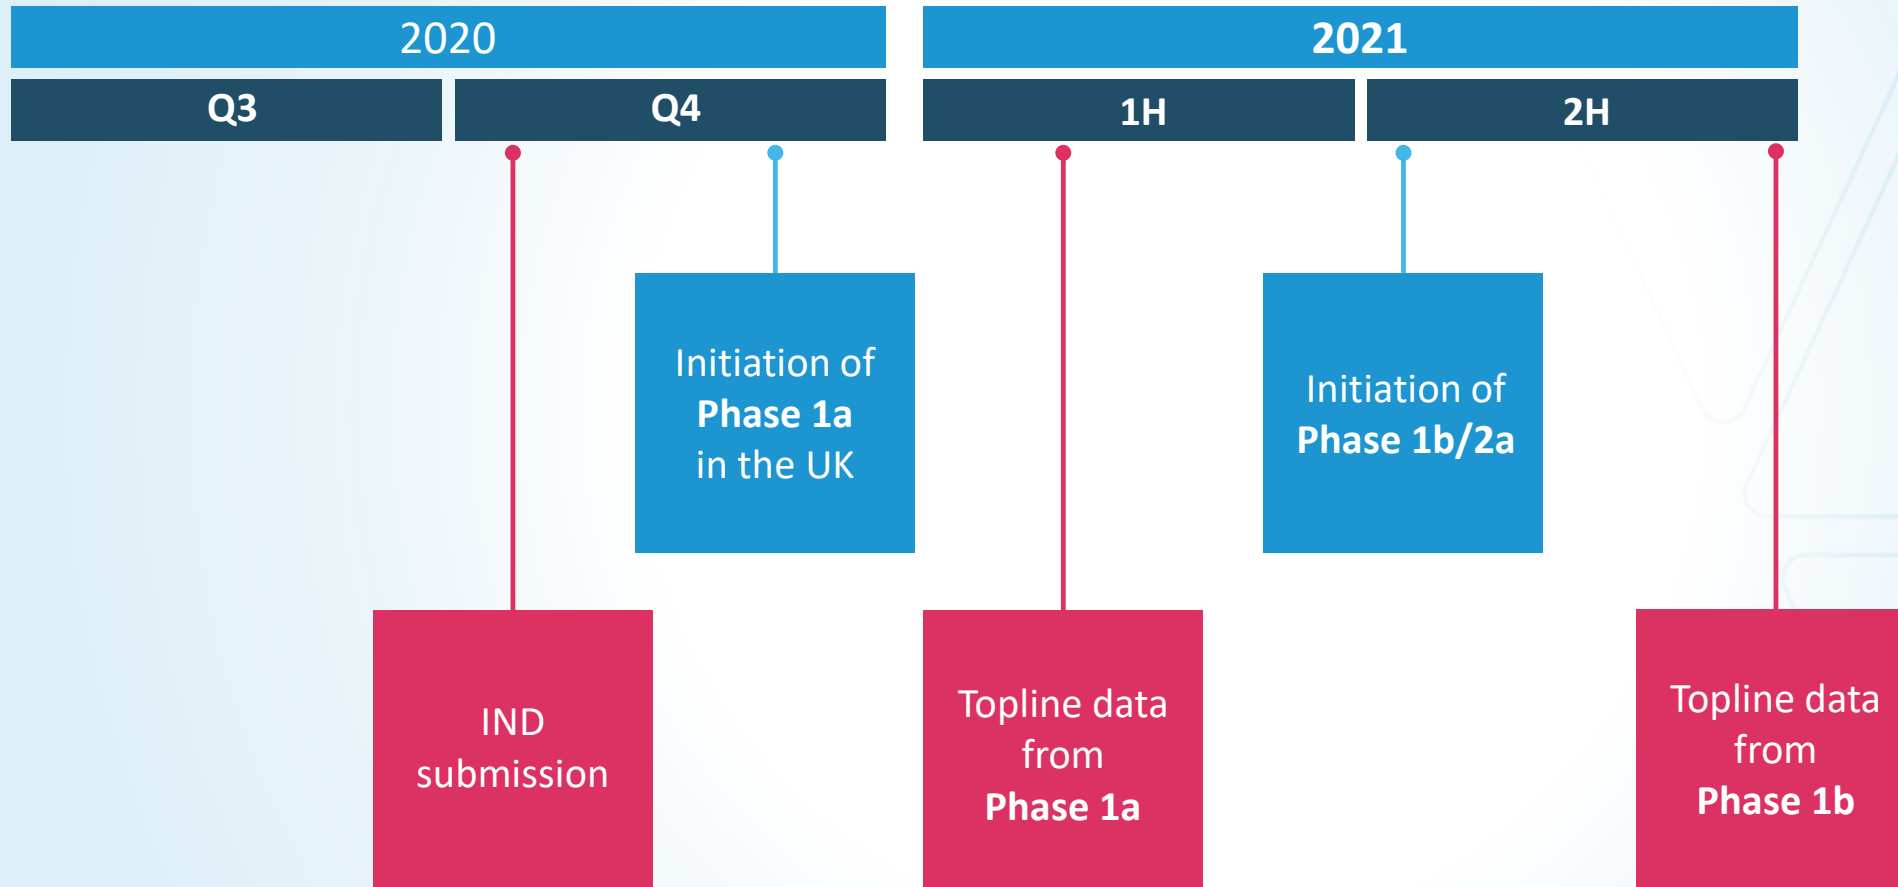 2020
2021
Q3
Q4
1H
2H
Initiation of
Phase 1a
in the UK
Initiation of
Phase 1b/2a
IND
submission
Topline data
from
Phase 1a
Topline data
from
Phase 1b